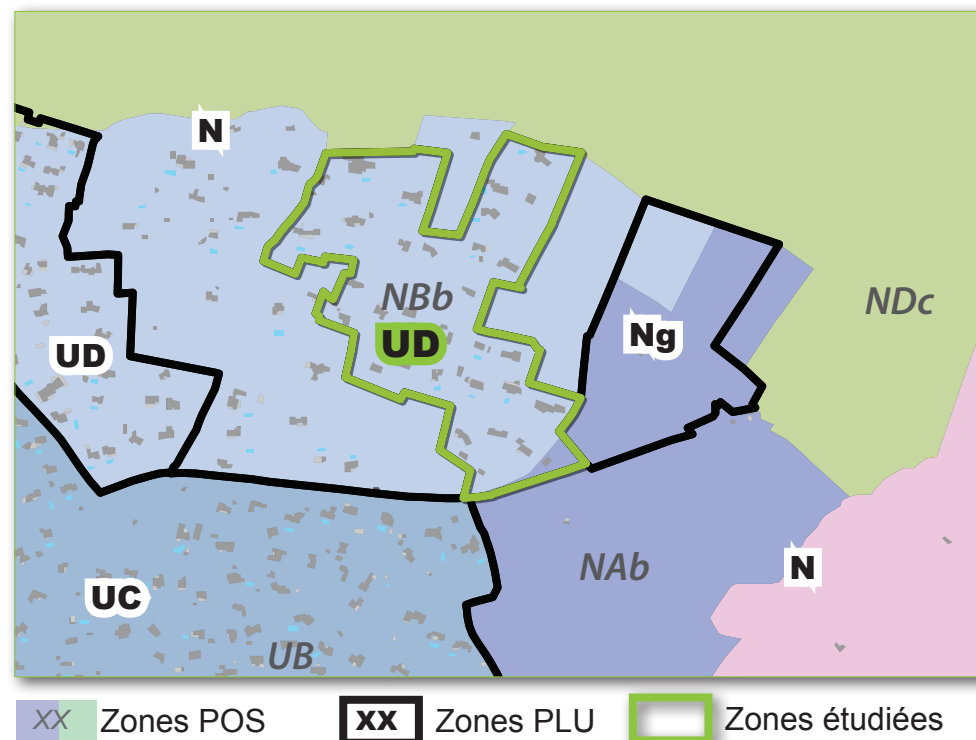 N
NBb
NDc
UD
UD
Ng
NAb
N
UC
UB
XX Zones POS
XX Zones PLU
Zones étudiées